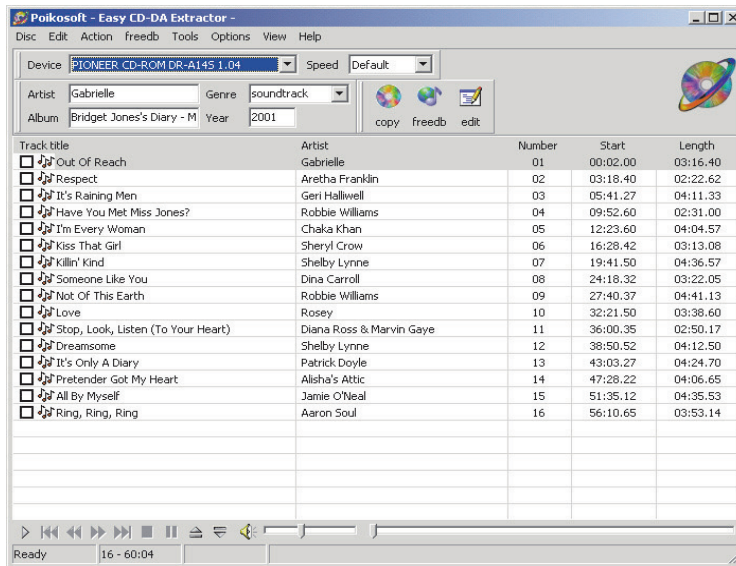 Poikosoft - Easy CD-DA Extractor -
Disc Edit Action freedb Tools Options View Help
Device PIONEER CD-ROM DR-A14S 1.04 Speed Default
Artist Gabrielle Genre soundtrack
Album Bridget Jones's Diary - M Year 2001
copy freedb edit
Track title Artist Number Start Length
Out Of Reach Gabrielle 01 00:02.00 03:16.40
Respect Aretha Franklin 02 03:18.40 02:22.62
It's Raining Men Geri Halliwell 03 05:41.27 04:11.33
Have You Met Miss Jones? Robbie Williams 04 09:52.60 02:31.00
I'm Every Woman Chaka Khan 05 12:23.60 04:04.57
Kiss That Girl Sheryl Crow 06 16:28.42 03:13.08
Killin' Kind Shelby Lynne 07 19:41.50 04:36.57
Someone Like You Dina Carroll 08 24:18.32 03:22.05
Not Of This Earth Robbie Williams 09 27:40.37 04:41.13
Love Rosey 10 32:21.50 03:38.60
Stop, Look, Listen (To Your Heart) Diana Ross & Marvin Gaye 11 36:00.35 02:50.17
Dreamsome Shelby Lynne 12 38:50.52 04:12.50
It's Only A Diary Patrick Doyle 13 43:03.27 04:24.70
Pretender Got My Heart Alisha's Attic 14 47:28.22 04:06.65
All By Myself Jamie O'Neal 15 51:35.12 04:35.53
Ring, Ring, Ring Aaron Soul 16 56:10.65 03:53.14
Ready 16 - 60:04